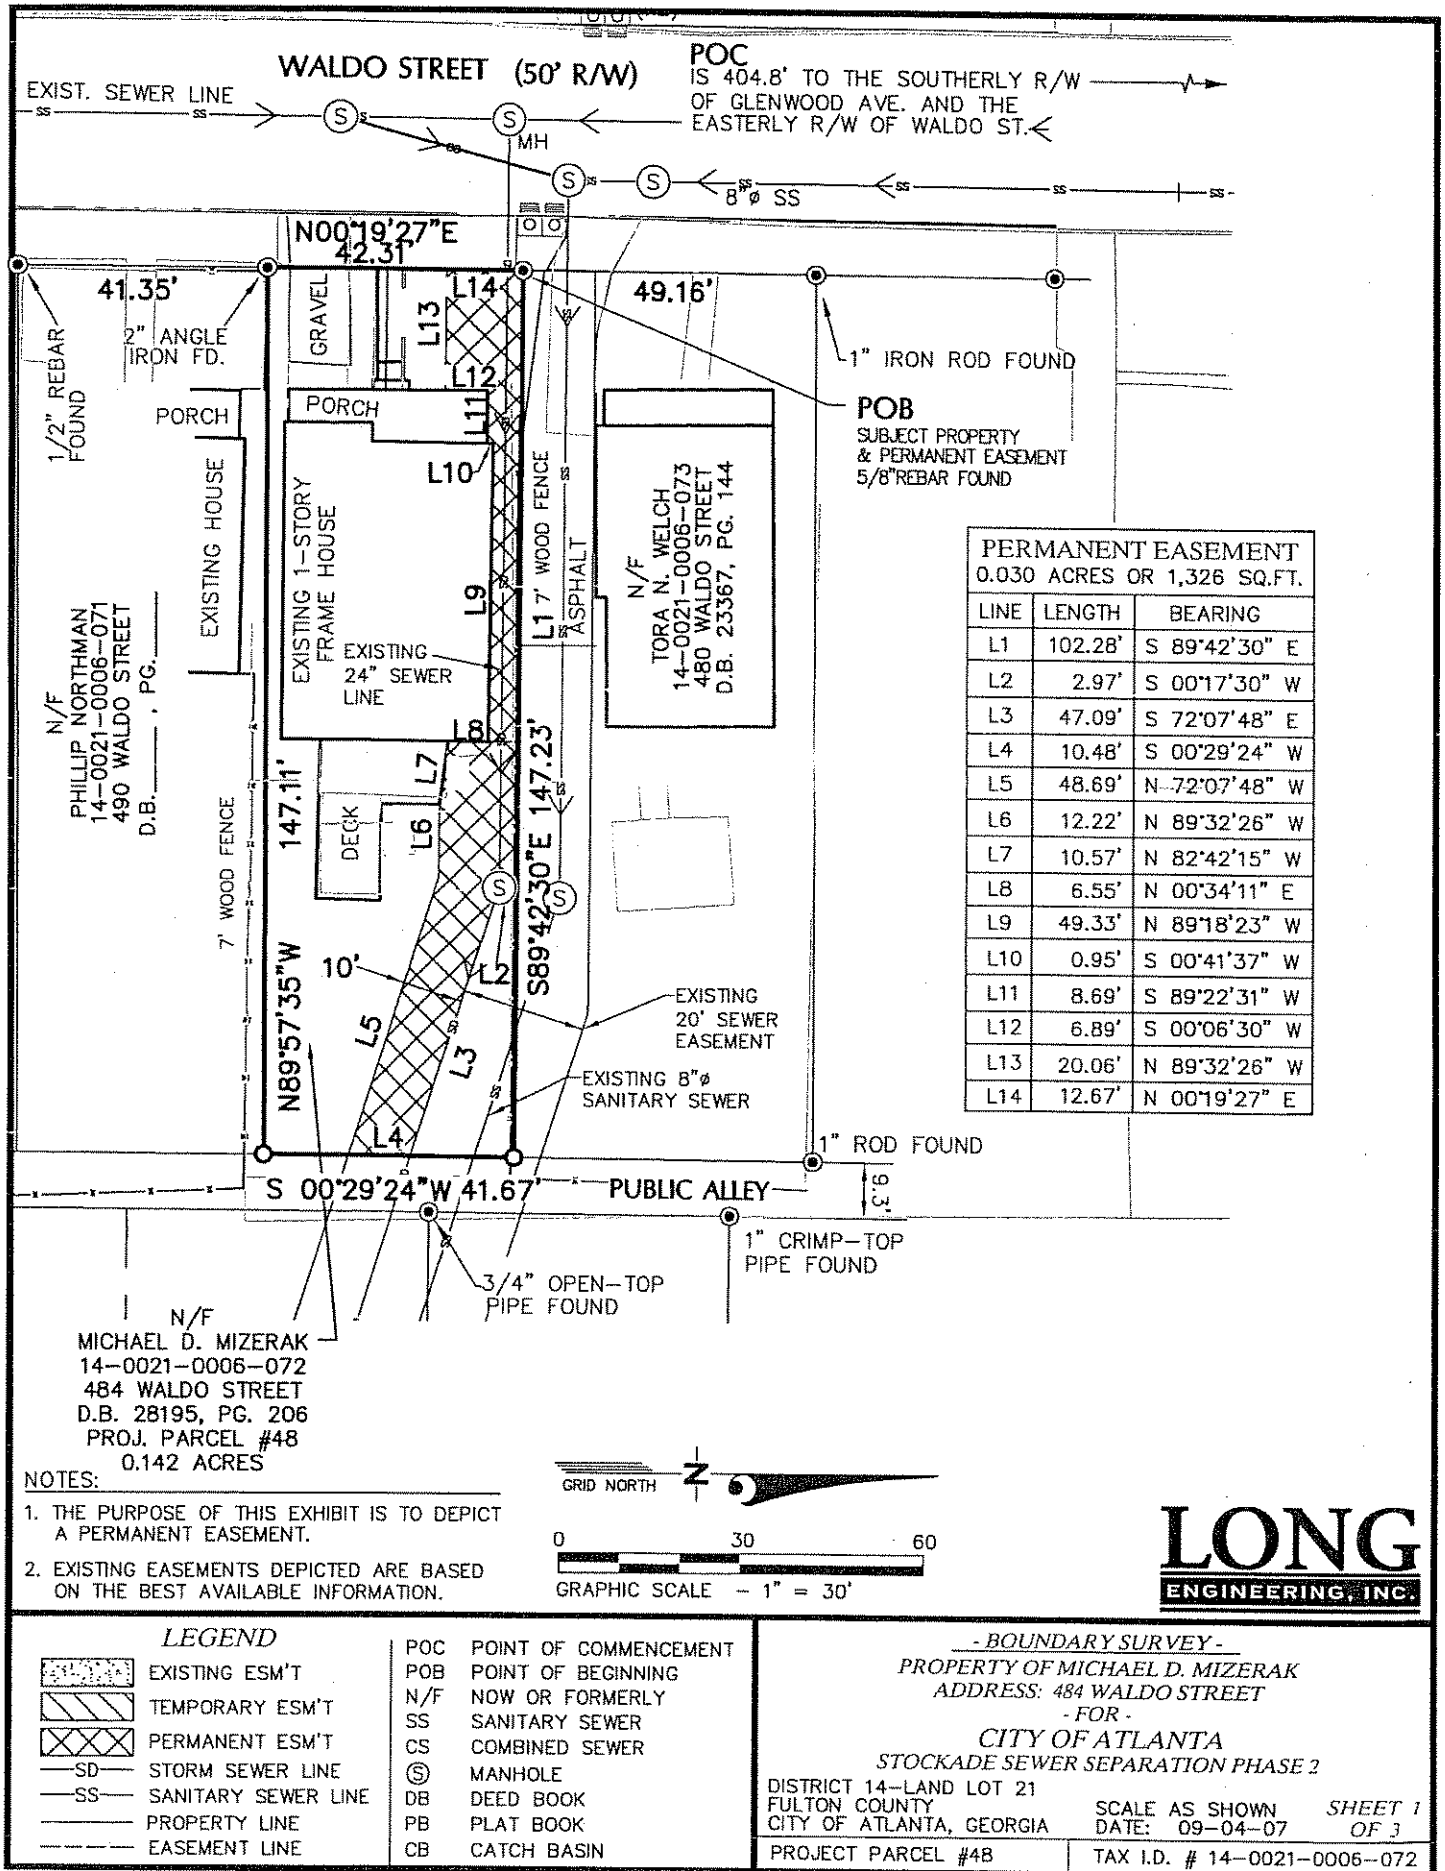 WALDO STREET (50' R/W)
POC
IS 404.8' TO THE SOUTHERLY R/W
OF GLENWOOD AVE. AND THE
EASTERLY R/W OF WALDO ST.
EXIST. SEWER LINE
SS
SS
SS
S
S
MH
SS
S
SS
S
8"ø SS
SS
SS
SS
SS
N00°19'27"E
42.31'
41.35'
49.16'
L14
L13
GRAVEL
2" ANGLE
IRON FD.
1/2" REBAR
FOUND
1" IRON ROD FOUND
L12
L11
PORCH
PORCH
POB
SUBJECT PROPERTY
& PERMANENT EASEMENT
5/8"REBAR FOUND
L10
EXISTING HOUSE
EXISTING 1-STORY
FRAME HOUSE
L9
L1
7' WOOD FENCE
ASPHALT
SS
SS
N/F
TORA N. WELCH
14-0021-0006-073
480 WALDO STREET
D.B. 23367, PG. 144
EXISTING
24" SEWER
LINE
N/F
PHILLIP NORTHMAN
14-0021-0006-071
490 WALDO STREET
D.B.____, PG.____
PERMANENT EASEMENT
0.030 ACRES OR 1,326 SQ.FT.
LINE LENGTH BEARING
L1 102.28' S 89°42'30" E
L2 2.97' S 00°17'30" W
L3 47.09' S 72°07'48" E
L4 10.48' S 00°29'24" W
L5 48.69' N 72°07'48" W
L6 12.22' N 89°32'26" W
L7 10.57' N 82°42'15" W
L8 6.55' N 00°34'11" E
L9 49.33' N 89°18'23" W
L10 0.95' S 00°41'37" W
L11 8.69' S 89°22'31" W
L12 6.89' S 00°06'30" W
L13 20.06' N 89°32'26" W
L14 12.67' N 00°19'27" E
L8
L7
L6
DECK
7' WOOD FENCE
147.11'
N89°57'35"W
S89°42'30"E 147.23'
S
S
L2
10'
L5
L3
SS
SS
EXISTING
20' SEWER
EASEMENT
EXISTING 8"ø
SANITARY SEWER
L4
1" ROD FOUND
S 00°29'24"W 41.67'
PUBLIC ALLEY
9.3'
SS
1" CRIMP-TOP
PIPE FOUND
3/4" OPEN-TOP
PIPE FOUND
N/F
MICHAEL D. MIZERAK
14-0021-0006-072
484 WALDO STREET
D.B. 28195, PG. 206
PROJ. PARCEL #48
0.142 ACRES
NOTES:
1. THE PURPOSE OF THIS EXHIBIT IS TO DEPICT
A PERMANENT EASEMENT.
2. EXISTING EASEMENTS DEPICTED ARE BASED
ON THE BEST AVAILABLE INFORMATION.
GRID NORTH
N
0 30 60
GRAPHIC SCALE - 1" = 30'
LONG
ENGINEERING, INC.
LEGEND
EXISTING ESM'T
TEMPORARY ESM'T
PERMANENT ESM'T
SD STORM SEWER LINE
SS SANITARY SEWER LINE
PROPERTY LINE
EASEMENT LINE
POC POINT OF COMMENCEMENT
POB POINT OF BEGINNING
N/F NOW OR FORMERLY
SS SANITARY SEWER
CS COMBINED SEWER
S MANHOLE
DB DEED BOOK
PB PLAT BOOK
CB CATCH BASIN
- BOUNDARY SURVEY -
PROPERTY OF MICHAEL D. MIZERAK
ADDRESS: 484 WALDO STREET
- FOR -
CITY OF ATLANTA
STOCKADE SEWER SEPARATION PHASE 2
DISTRICT 14-LAND LOT 21
FULTON COUNTY
CITY OF ATLANTA, GEORGIA
SCALE AS SHOWN
DATE: 09-04-07
SHEET 1
OF 3
PROJECT PARCEL #48
TAX I.D. # 14-0021-0006-072